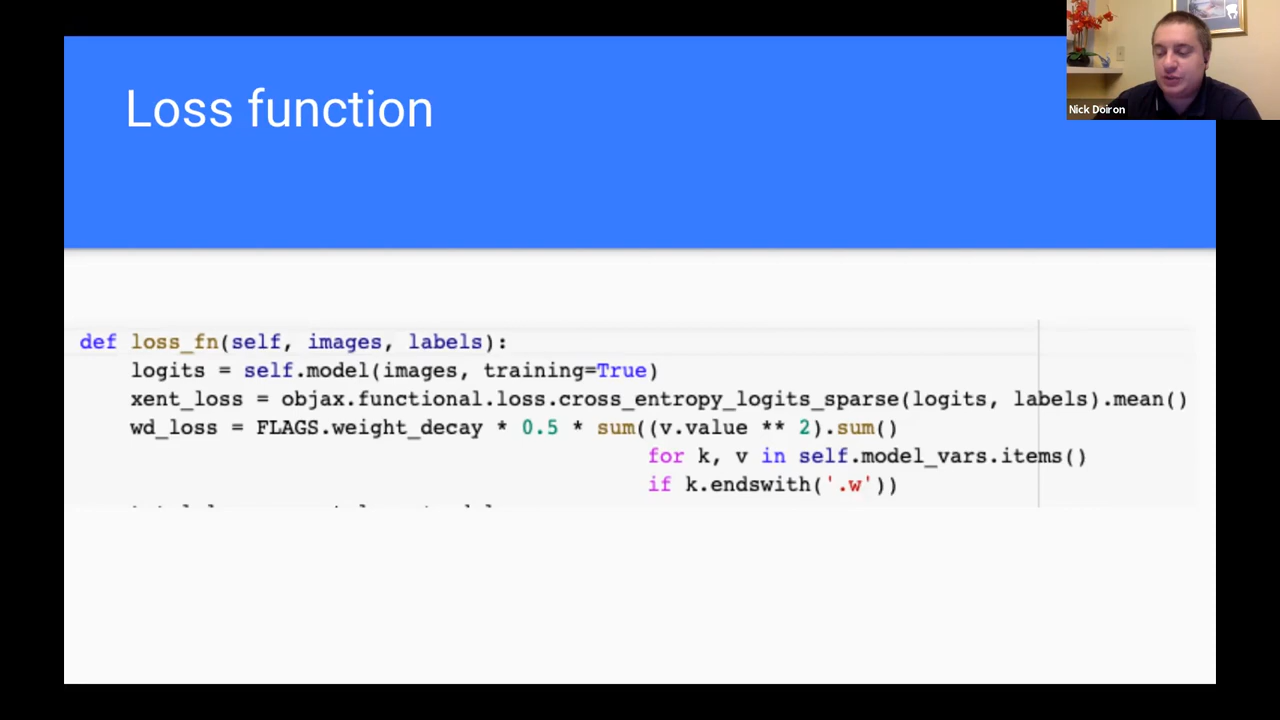 Loss function
Nick Doiron
def loss_fn(self, images, labels):
    logits = self.model(images, training=True)
    xent_loss = objax.functional.loss.cross_entropy_logits_sparse(logits, labels).mean()
    wd_loss = FLAGS.weight_decay * 0.5 * sum((v.value ** 2).sum()
                                             for k, v in self.model_vars.items()
                                             if k.endswith('.w'))